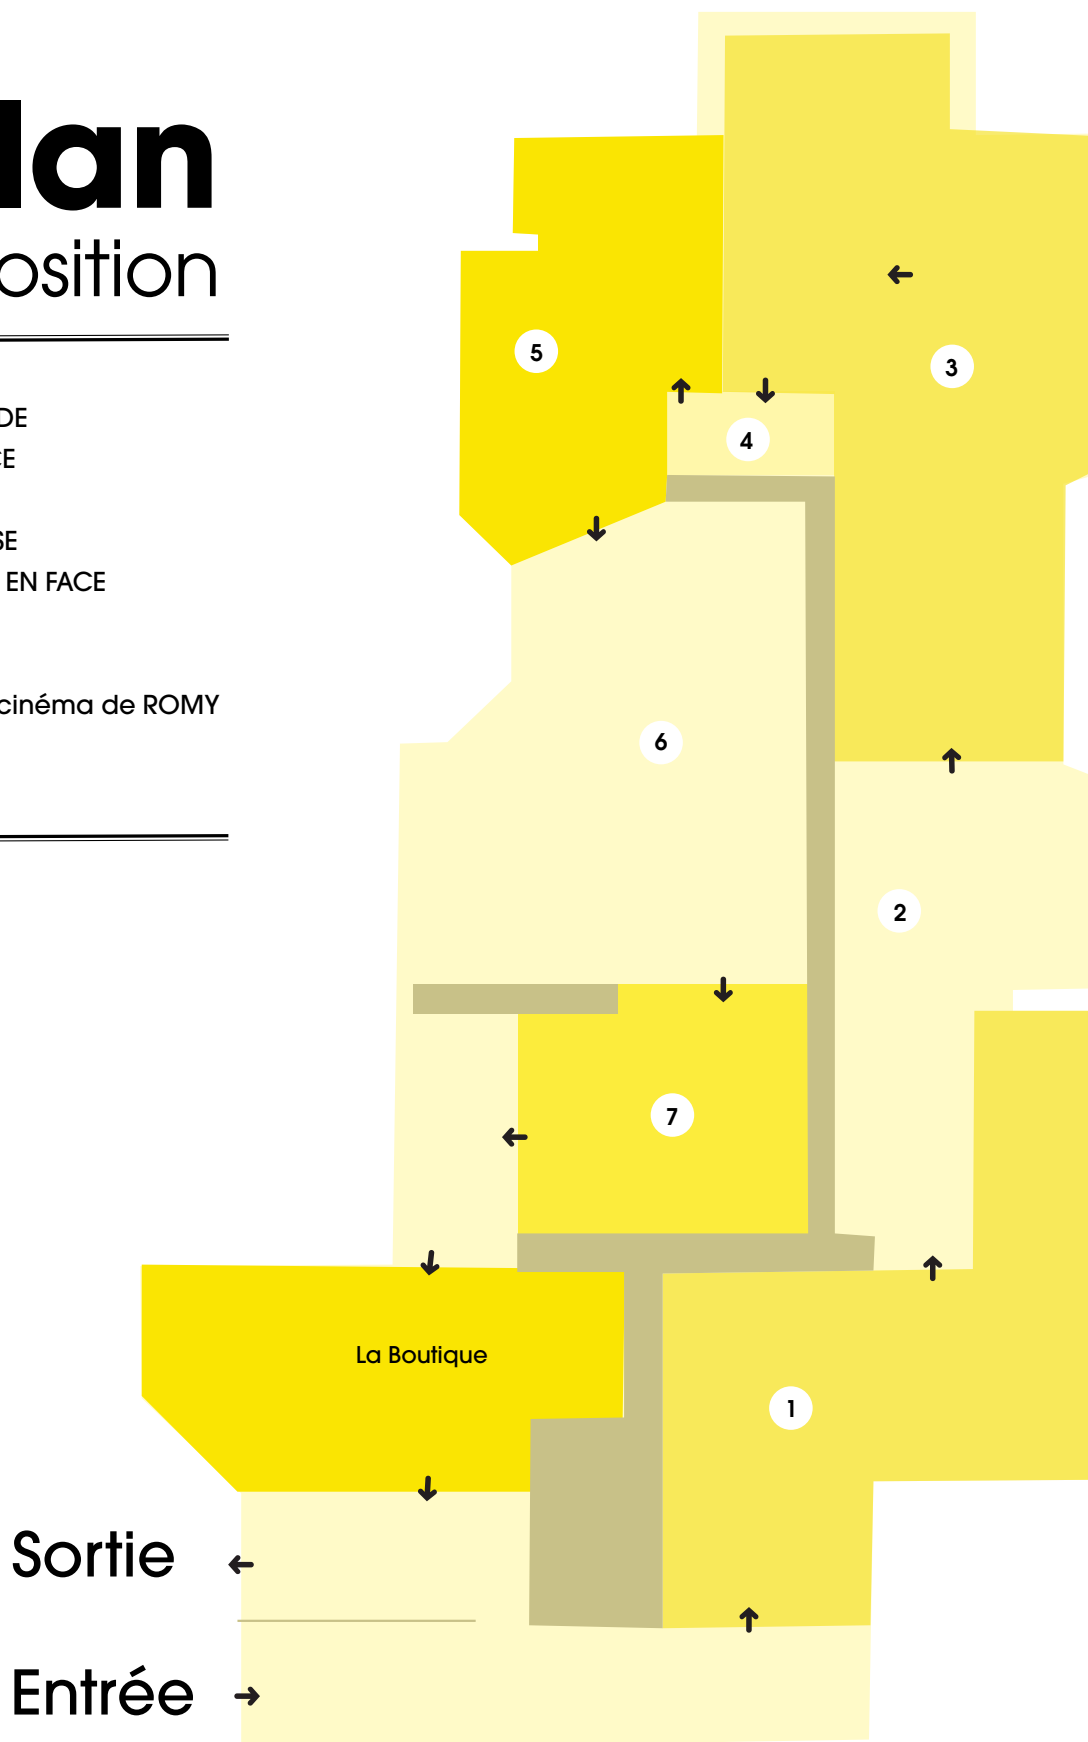 lan
osition
DE
CE
SE
EN FACE
cinéma de ROMY
5
3
4
6
2
7
La Boutique
1
Sortie
Entrée